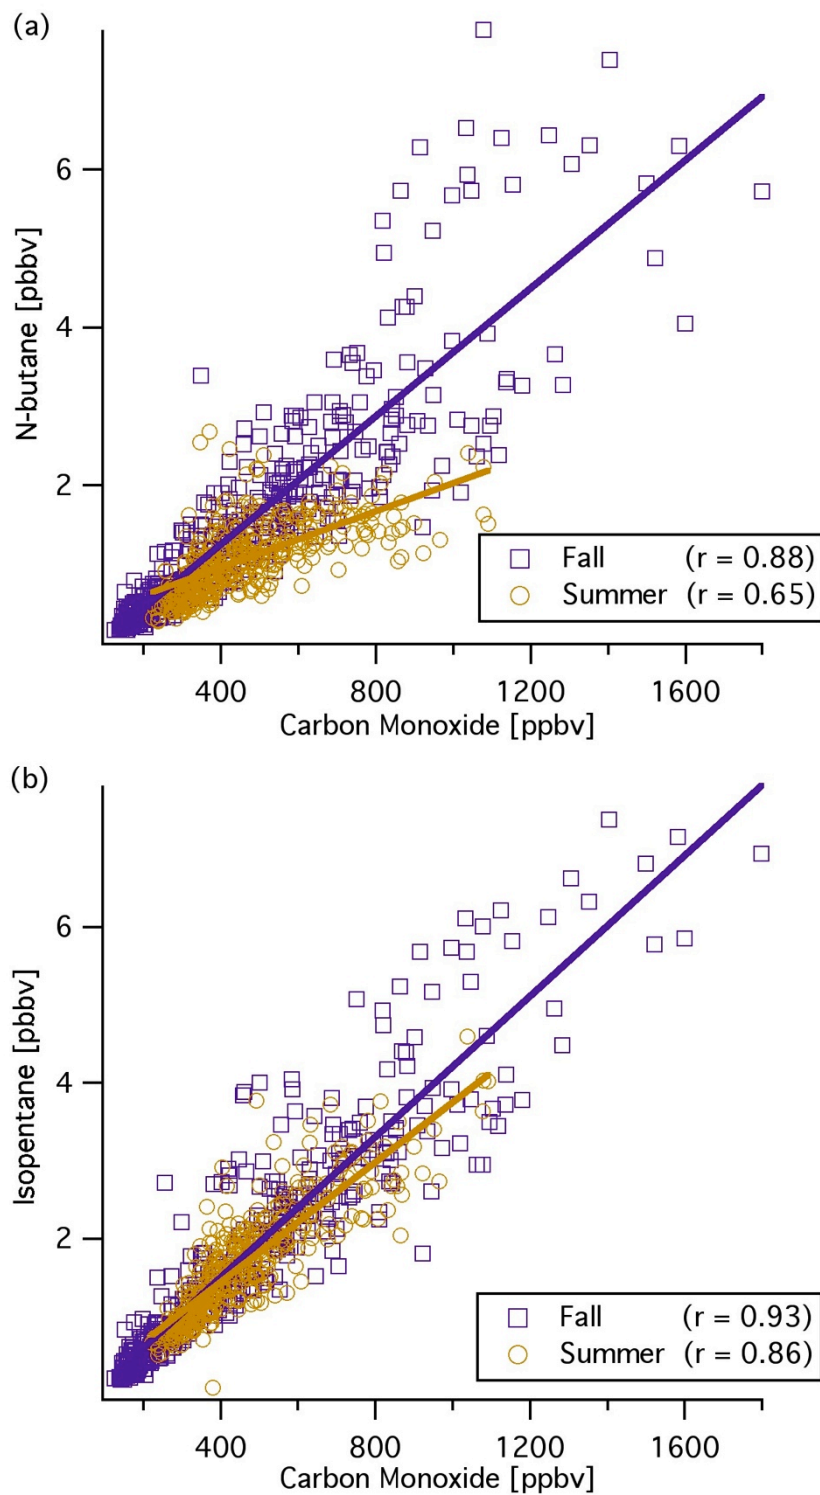 (a)
N-butane [pbbv]
6
4
2
Fall (r = 0.88)
Summer (r = 0.65)
400 800 1200 1600
Carbon Monoxide [ppbv]
(b)
Isopentane [pbbv]
6
4
2
Fall (r = 0.93)
Summer (r = 0.86)
400 800 1200 1600
Carbon Monoxide [ppbv]